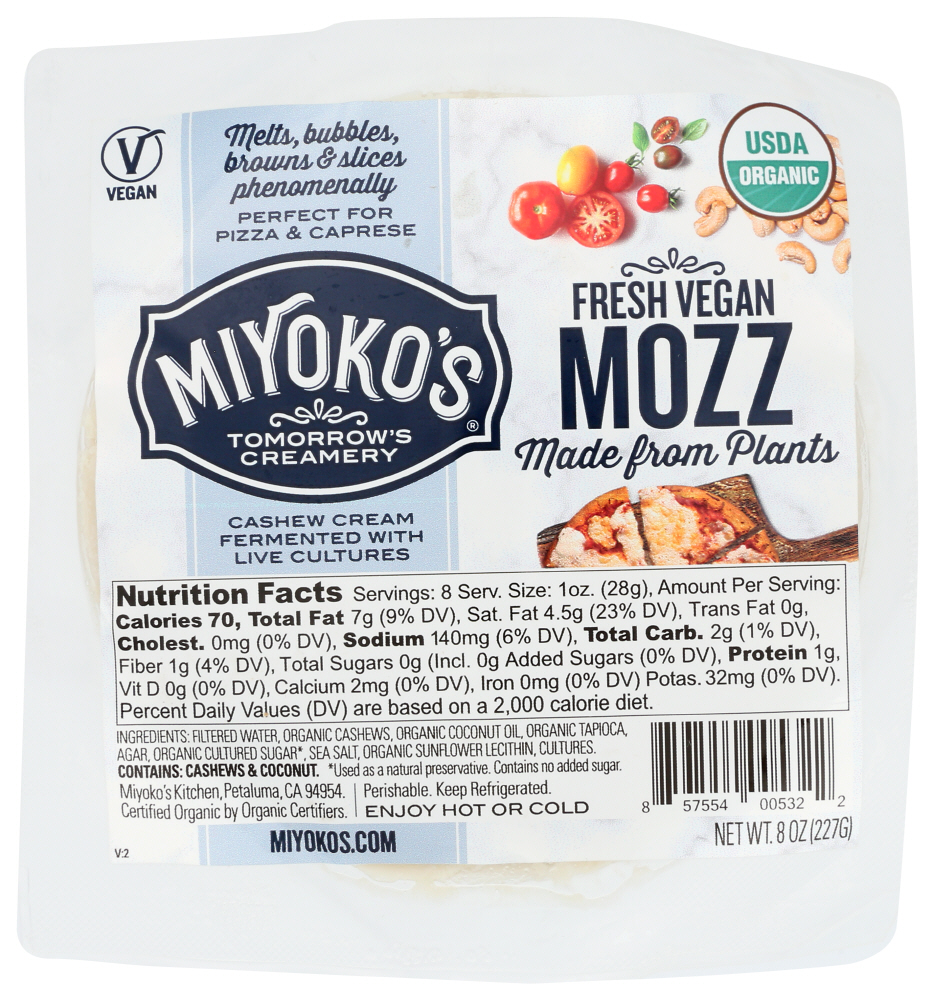 VEGAN
Melts, bubbles,
browns & slices
phenomenally
PERFECT FOR
PIZZA & CAPRESE
USDA
ORGANIC
MIYOKO'S
®
TOMORROW'S
CREAMERY
FRESH VEGAN
MOZZ
Made from Plants
CASHEW CREAM
FERMENTED WITH
LIVE CULTURES
Nutrition Facts Servings: 8 Serv. Size: 1oz. (28g), Amount Per Serving:
Calories 70, Total Fat 7g (9% DV), Sat. Fat 4.5g (23% DV), Trans Fat 0g,
Cholest. 0mg (0% DV), Sodium 140mg (6% DV), Total Carb. 2g (1% DV),
Fiber 1g (4% DV), Total Sugars 0g (Incl. 0g Added Sugars (0% DV), Protein 1g,
Vit D 0g (0% DV), Calcium 2mg (0% DV), Iron 0mg (0% DV) Potas. 32mg (0% DV).
Percent Daily Values (DV) are based on a 2,000 calorie diet.
INGREDIENTS: FILTERED WATER, ORGANIC CASHEWS, ORGANIC COCONUT OIL, ORGANIC TAPIOCA,
AGAR, ORGANIC CULTURED SUGAR*, SEA SALT, ORGANIC SUNFLOWER LECITHIN, CULTURES.
CONTAINS: CASHEWS & COCONUT. *Used as a natural preservative. Contains no added sugar.
Miyoko's Kitchen, Petaluma, CA 94954.
Certified Organic by Organic Certifiers.
Perishable. Keep Refrigerated.
ENJOY HOT OR COLD
8 57554 00532 2
V:2
MIYOKOS.COM
NET WT. 8 OZ (227G)